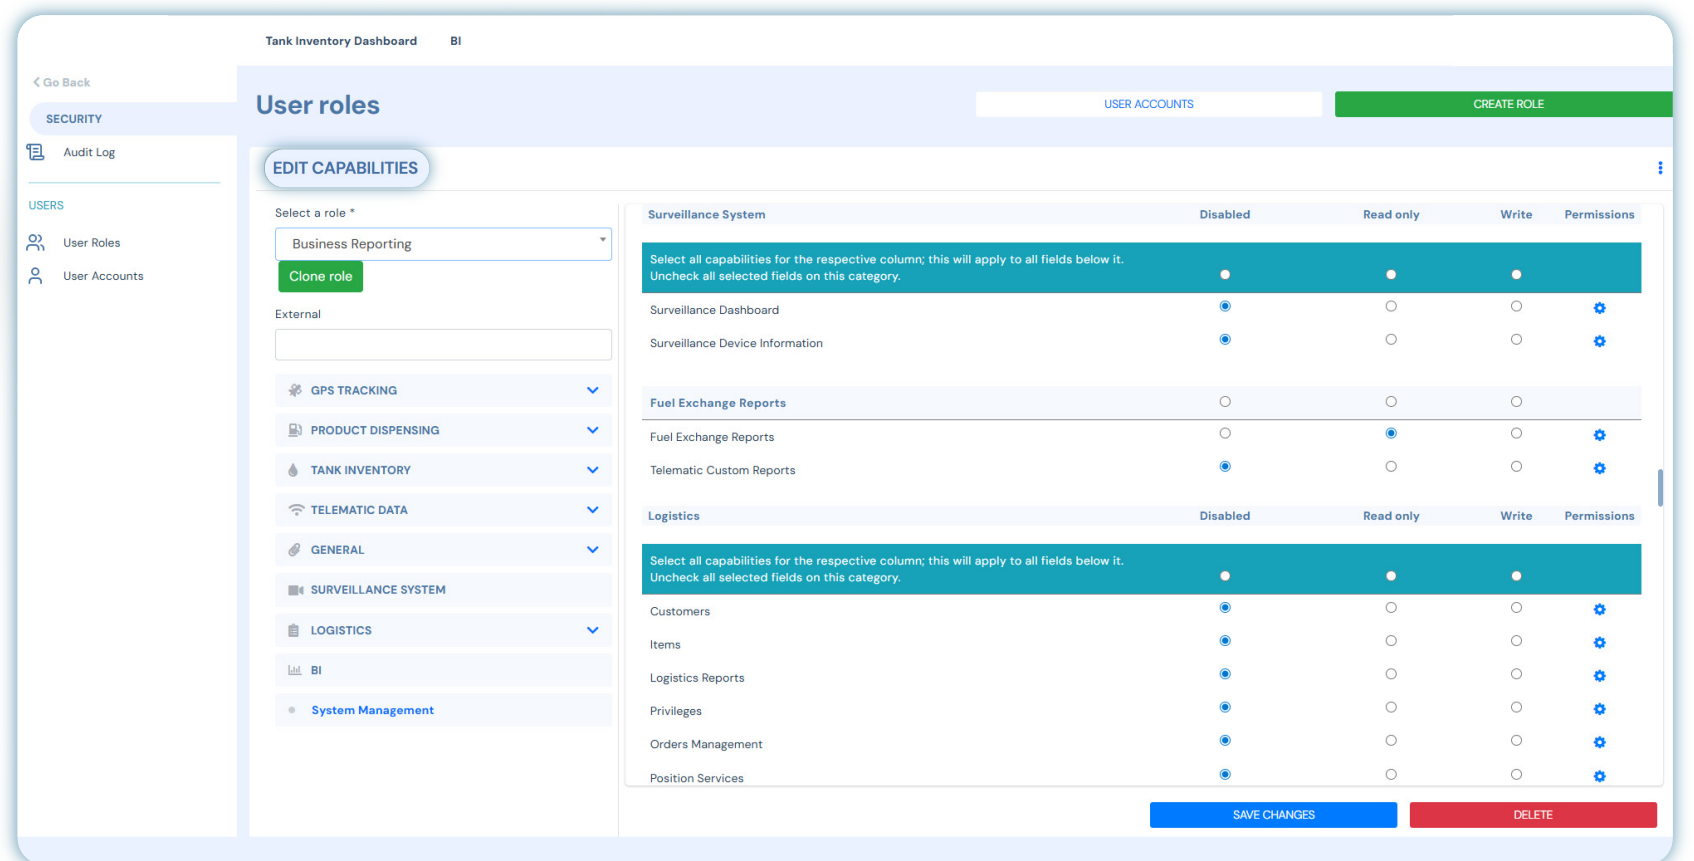 Tank Inventory Dashboard BI
Go Back
SECURITY
Audit Log
USERS
User Roles
User Accounts
User roles
USER ACCOUNTS
CREATE ROLE
EDIT CAPABILITIES
Select a role *
Business Reporting
Clone role
External
GPS TRACKING
PRODUCT DISPENSING
TANK INVENTORY
TELEMATIC DATA
GENERAL
SURVEILLANCE SYSTEM
LOGISTICS
BI
System Management
Surveillance System Disabled Read only Write Permissions
Select all capabilities for the respective column; this will apply to all fields below it.
Uncheck all selected fields on this category.
Surveillance Dashboard
Surveillance Device Information
Fuel Exchange Reports
Fuel Exchange Reports
Telematic Custom Reports
Logistics Disabled Read only Write Permissions
Select all capabilities for the respective column; this will apply to all fields below it.
Uncheck all selected fields on this category.
Customers
Items
Logistics Reports
Privileges
Orders Management
Position Services
SAVE CHANGES
DELETE